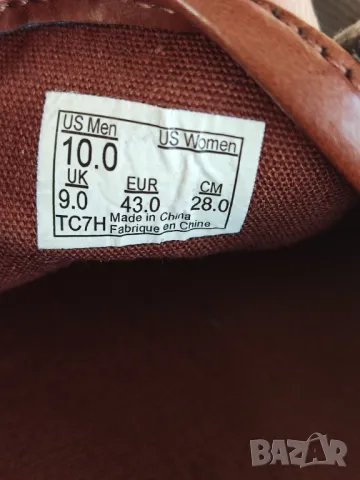 US Men US Women
10.0
UK EUR CM
9.0 43.0 28.0
TC7H Made in China
Fabriqué en Chine
BAZAR